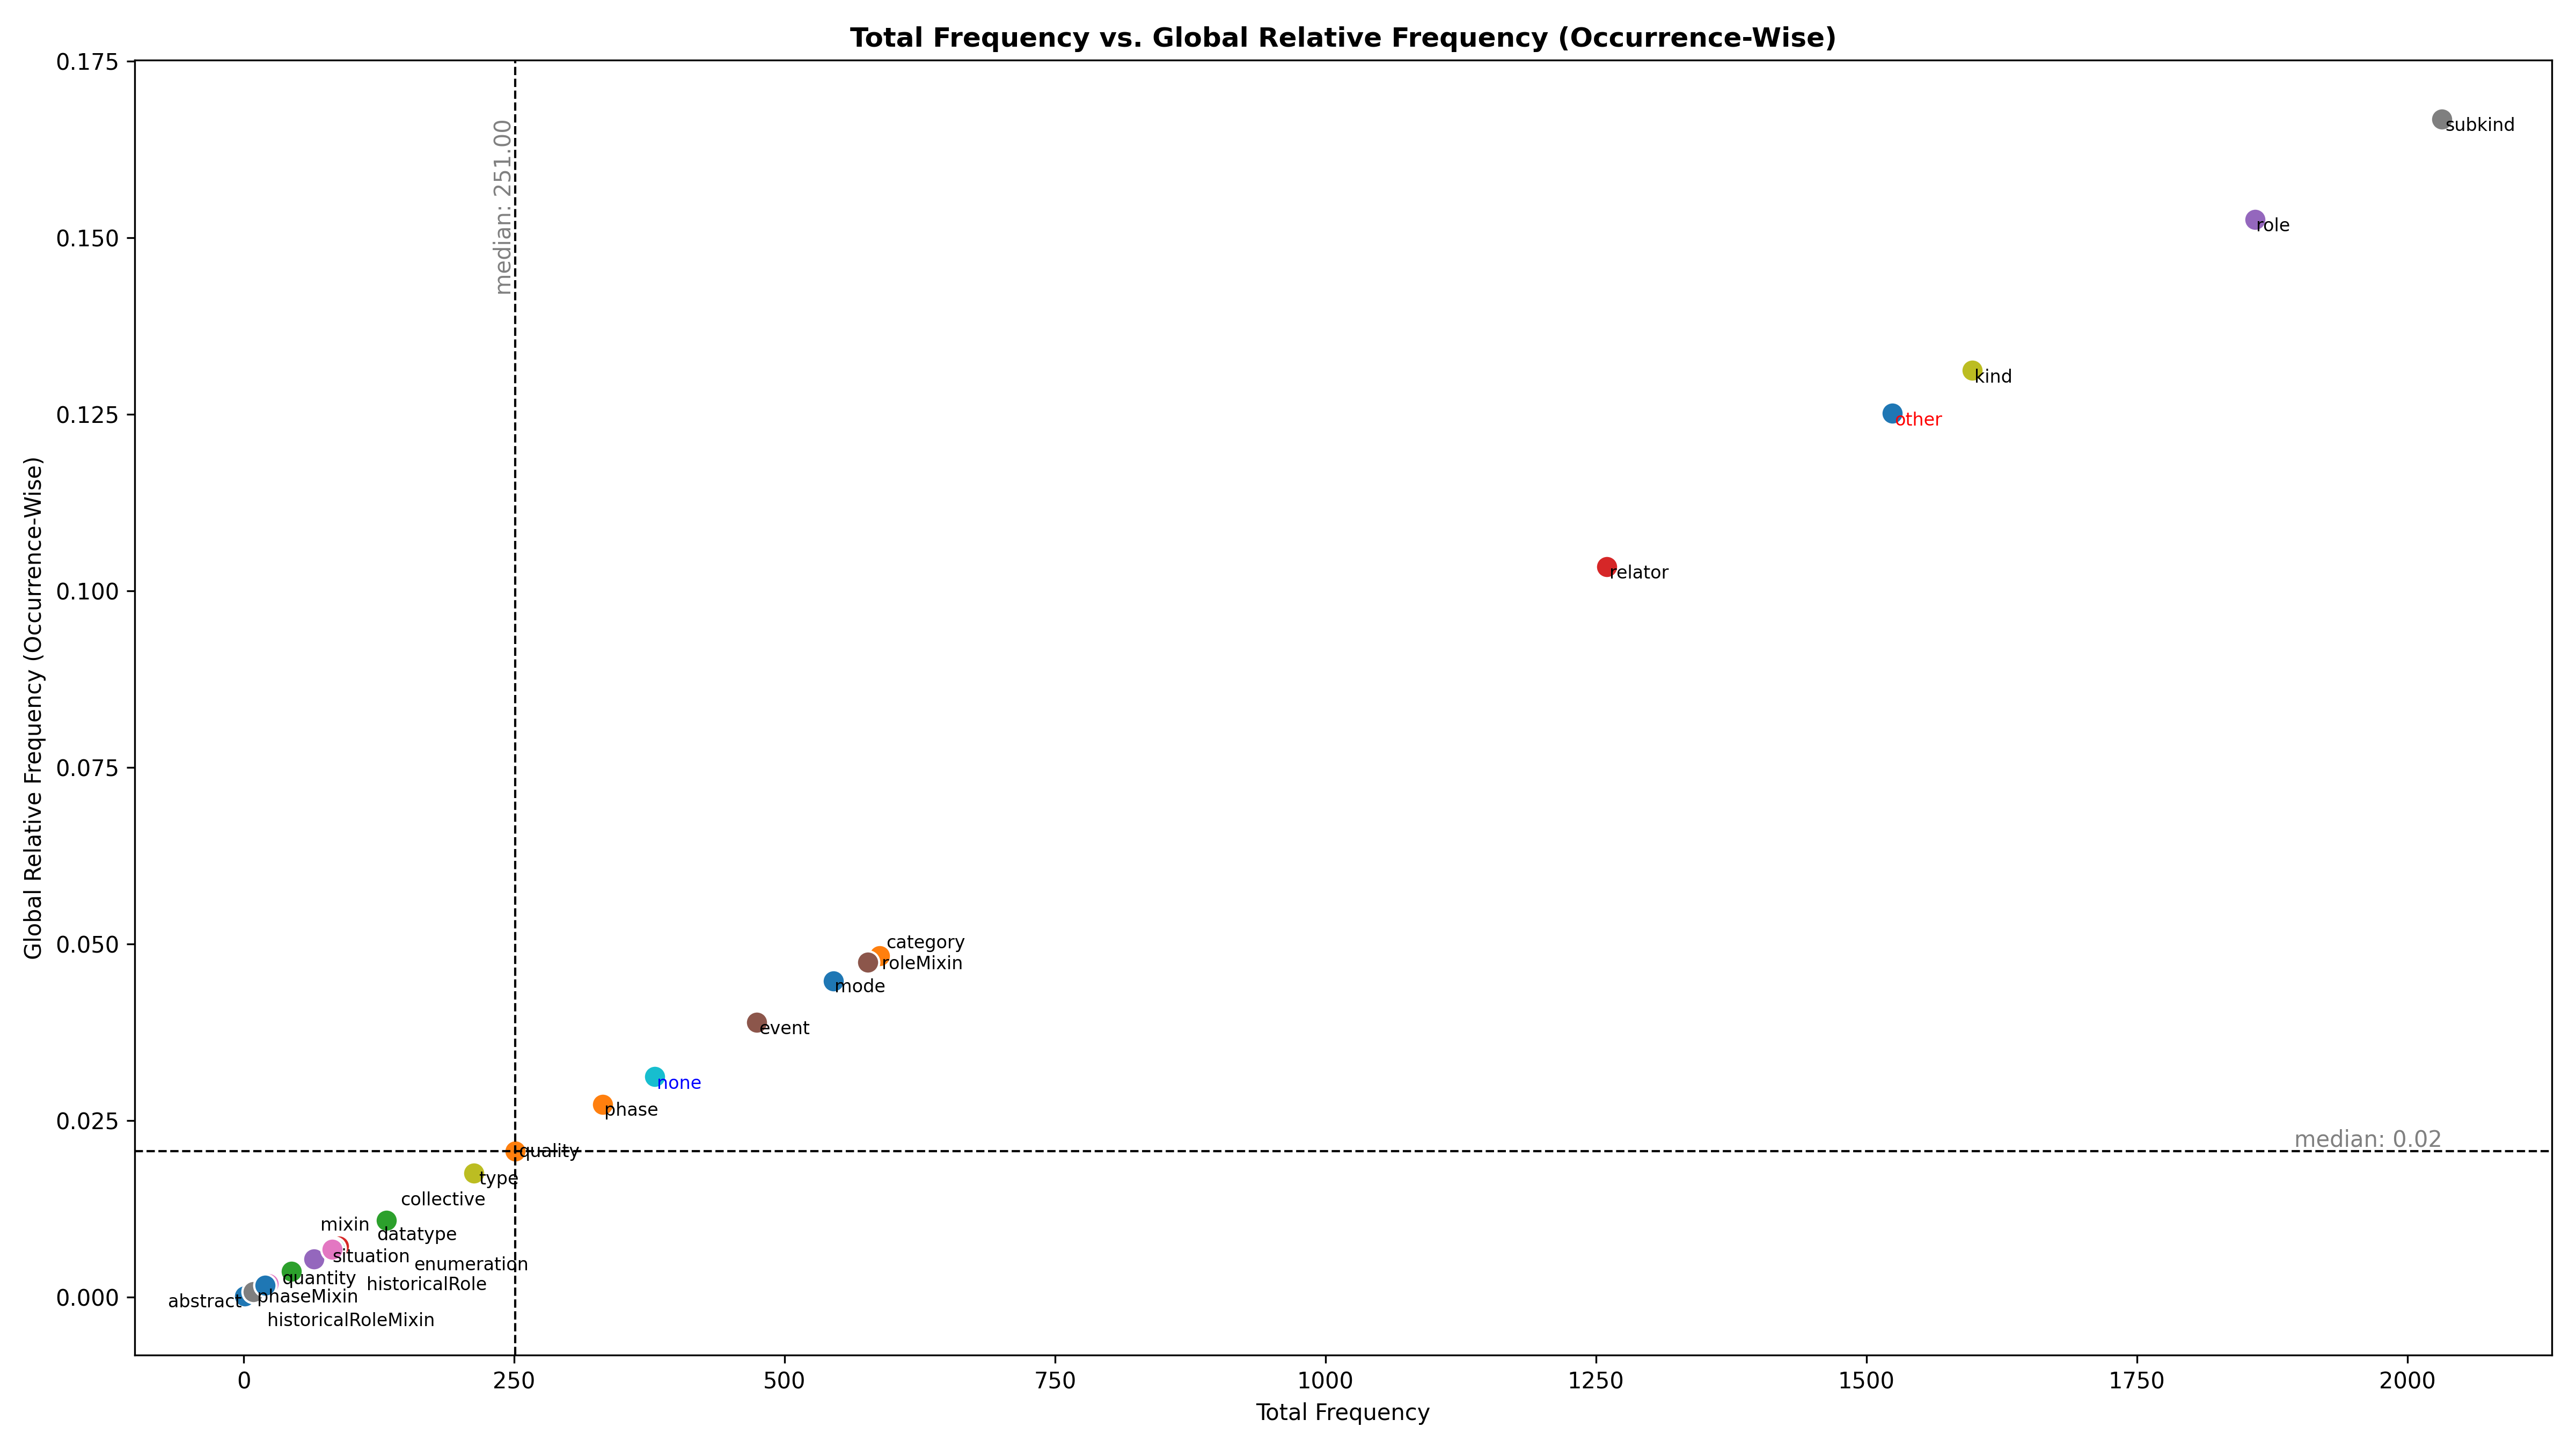 Total Frequency vs. Global Relative Frequency (Occurrence-Wise)
Global Relative Frequency (Occurrence-Wise)
0.175
0.150
0.125
0.100
0.075
0.050
0.025
0.000
median: 251.00
subkind
role
kind
other
relator
category
roleMixin
mode
event
none
phase
median: 0.02
quality
type
collective
mixin
datatype
situation
enumeration
quantity
historicalRole
abstract
phaseMixin
historicalRoleMixin
0
250
500
750
1000
1250
1500
1750
2000
Total Frequency